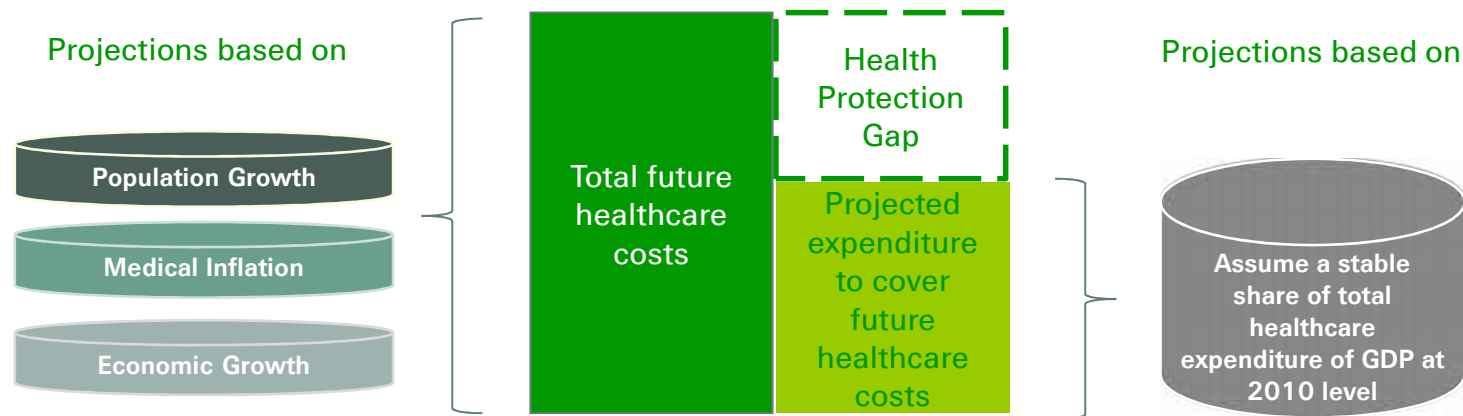 Projections based on
Population Growth
Medical Inflation
Economic Growth
Total future
healthcare
costs
Health
Protection
Gap
Projected
expenditure
to cover
future
healthcare
costs
Projections based on
Assume a stable
share of total
healthcare
expenditure of GDP at
2010 level